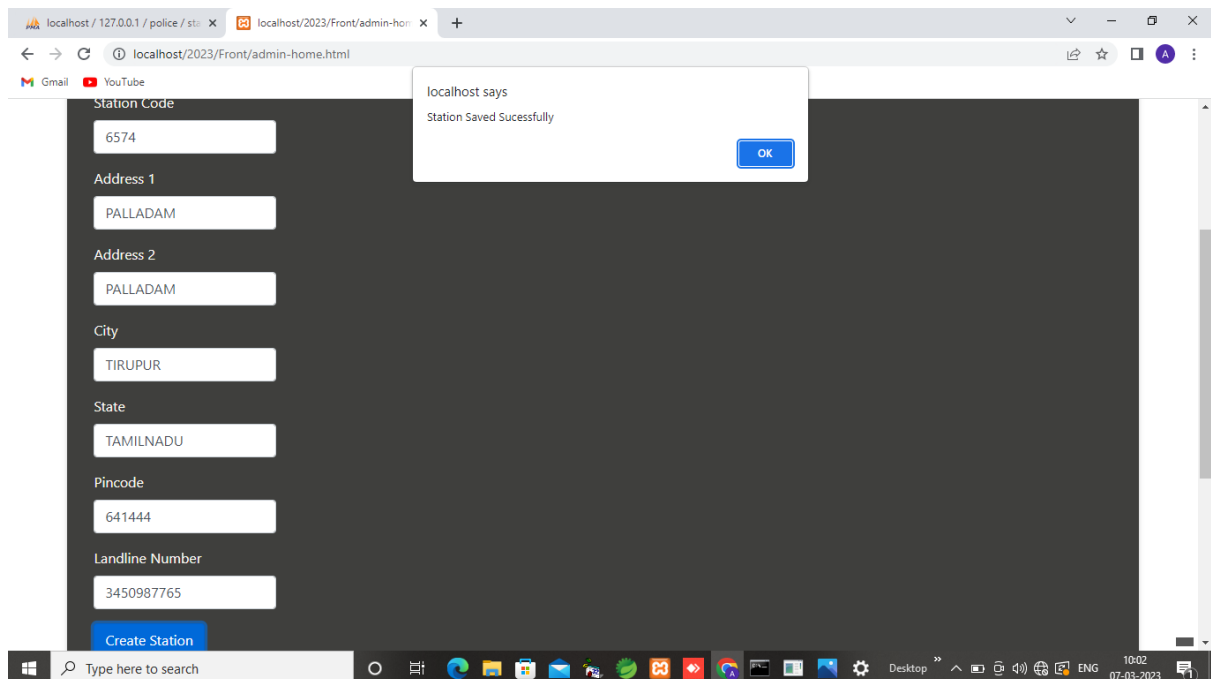 localhost / 127.0.0.1 / police / sta
localhost/2023/Front/admin-hom
localhost/2023/Front/admin-home.html
A
Gmail
YouTube
localhost says
Station Saved Sucessfully
OK
Station Code
6574
Address 1
PALLADAM
Address 2
PALLADAM
City
TIRUPUR
State
TAMILNADU
Pincode
641444
Landline Number
3450987765
Create Station
Type here to search
Desktop
ENG
10:02
07-03-2023